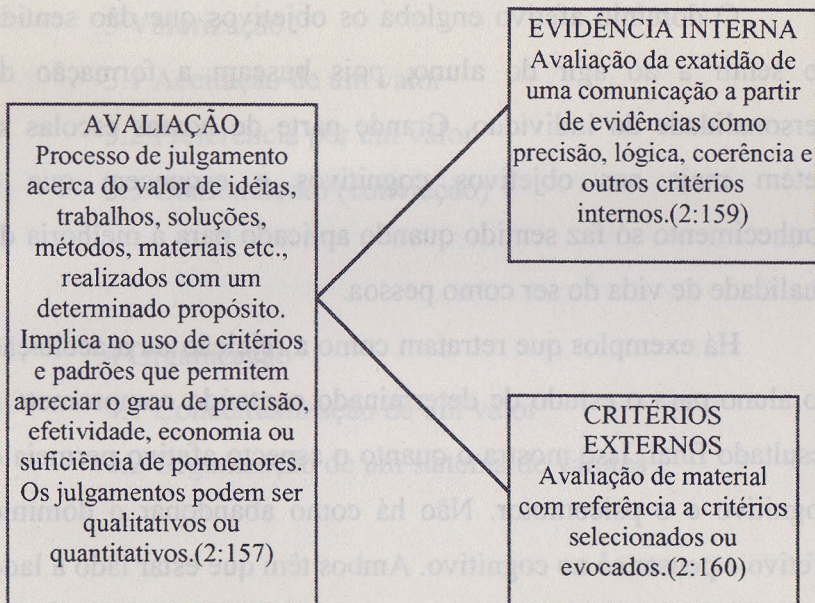 AVALIAÇÃO
Processo de julgamento
acerca do valor de idéias,
trabalhos, soluções,
métodos, materiais etc.,
realizados com um
determinado propósito.
Implica no uso de critérios
e padrões que permitem
apreciar o grau de precisão,
efetividade, economia ou
suficiência de pormenores.
Os julgamentos podem ser
qualitativos ou
quantitativos.(2:157)
EVIDÊNCIA INTERNA
Avaliação da exatidão de
uma comunicação a partir
de evidências como
precisão, lógica, coerência e
outros critérios
internos.(2:159)
CRITÉRIOS
EXTERNOS
Avaliação de material
com referência a critérios
selecionados ou
evocados.(2:160)